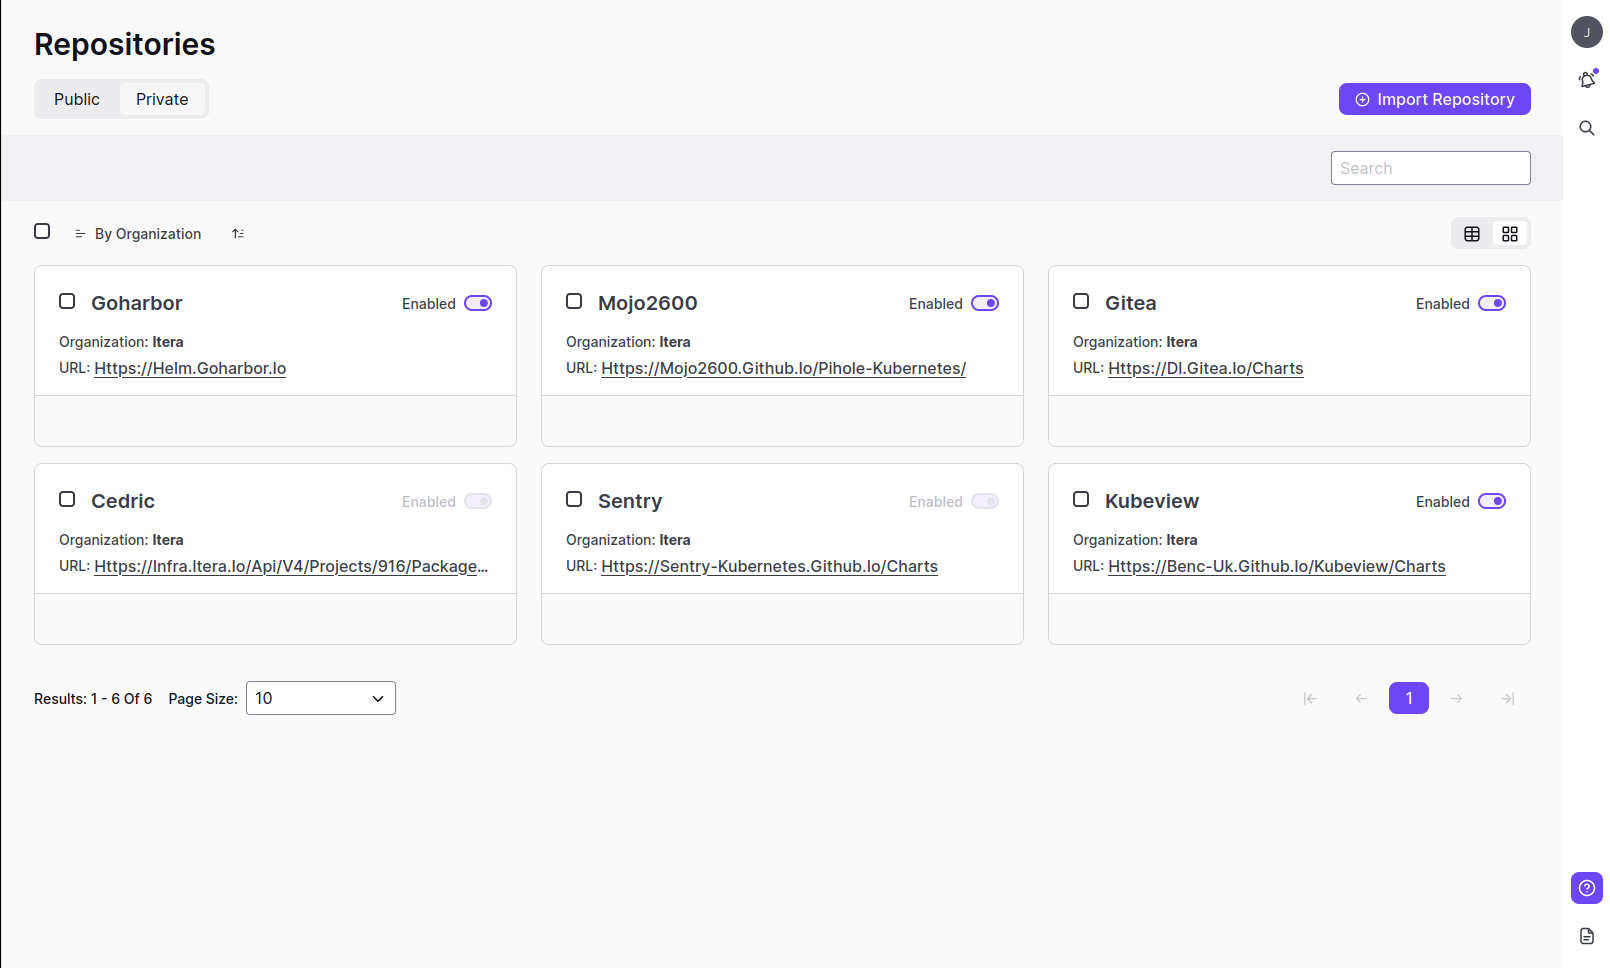 Repositories
J
Public
Private
Import Repository
Search
By Organization
Goharbor
Enabled
Organization: Itera
URL: Https://Helm.Goharbor.Io
Mojo2600
Enabled
Organization: Itera
URL: Https://Mojo2600.Github.Io/Pihole-Kubernetes/
Gitea
Enabled
Organization: Itera
URL: Https://Dl.Gitea.Io/Charts
Cedric
Enabled
Organization: Itera
URL: Https://Infra.Itera.Io/Api/V4/Projects/916/Package...
Sentry
Enabled
Organization: Itera
URL: Https://Sentry-Kubernetes.Github.Io/Charts
Kubeview
Enabled
Organization: Itera
URL: Https://Benc-Uk.Github.Io/Kubeview/Charts
Results: 1 - 6 Of 6
Page Size:
10
1